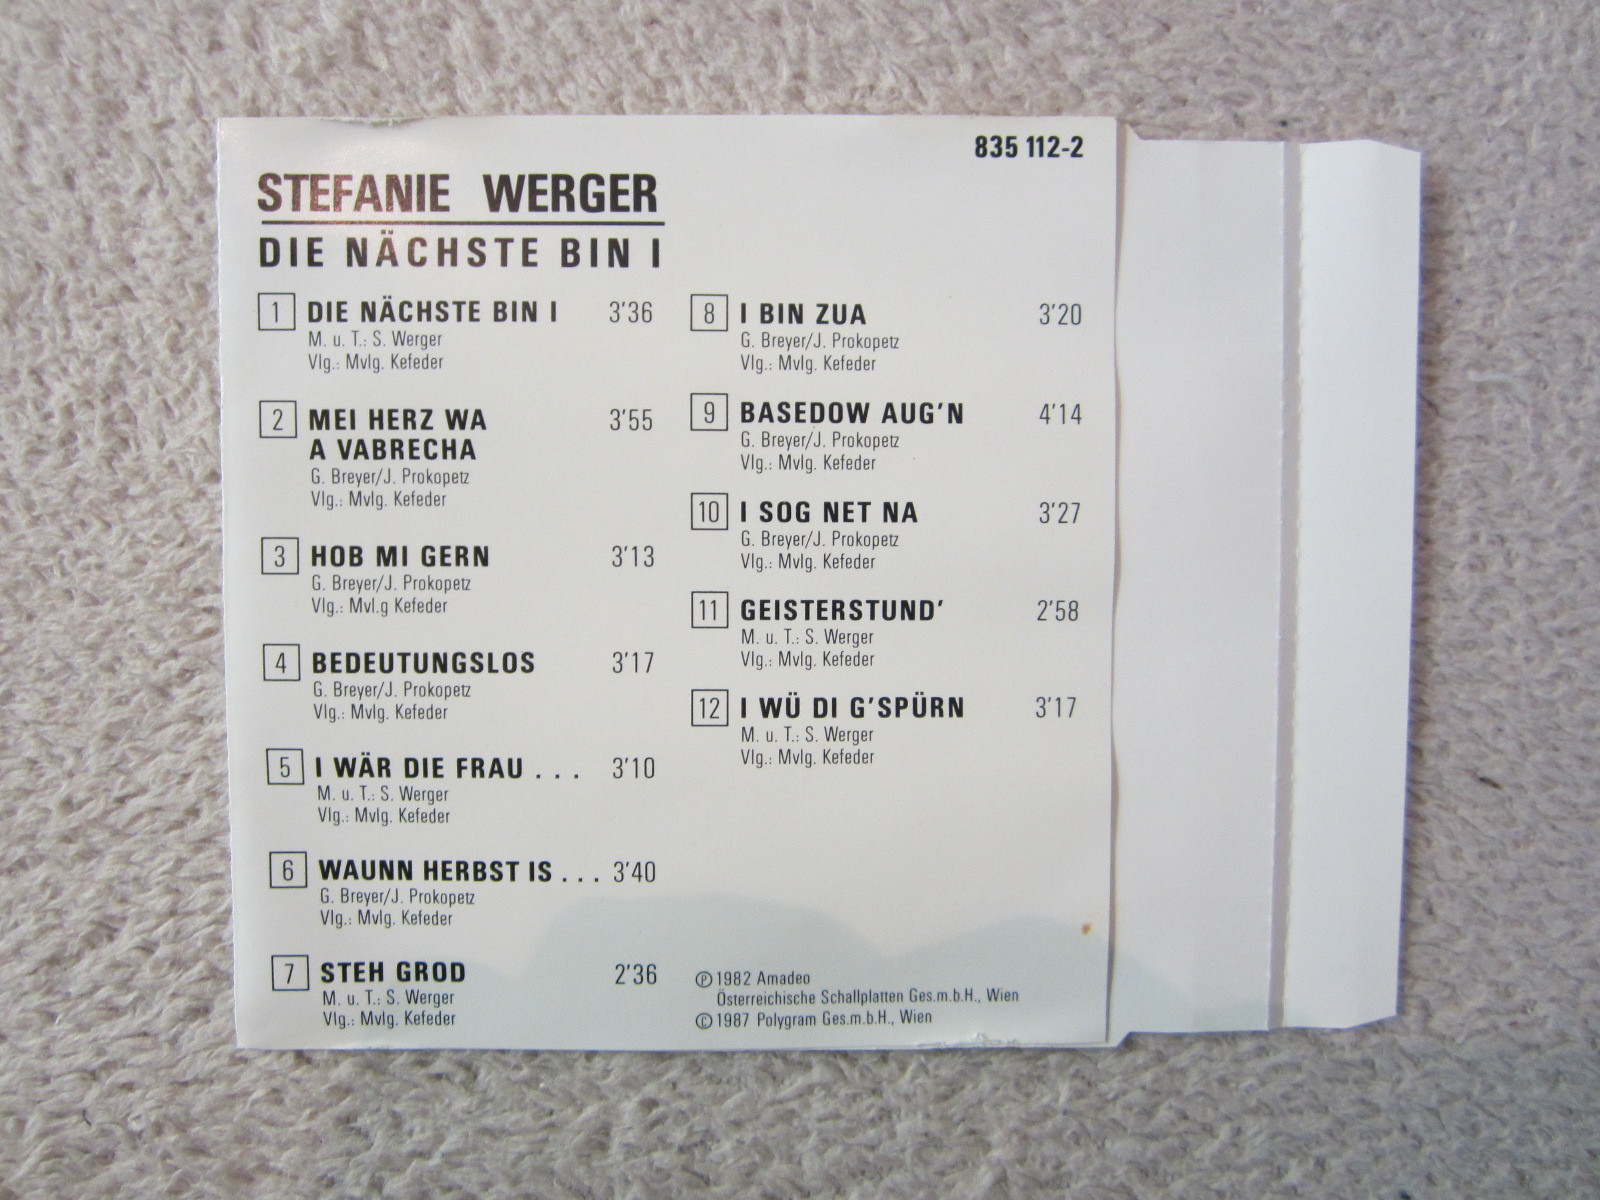 835 112-2
STEFANIE WERGER
DIE NÄCHSTE BIN I
1 DIE NÄCHSTE BIN I 3'36
M. u. T.: S. Werger
Vlg.: Mvlg. Kefeder
2 MEI HERZ WA 3'55
A VABRECHA
G. Breyer/J. Prokopetz
Vlg.: Mvlg. Kefeder
3 HOB MI GERN 3'13
G. Breyer/J. Prokopetz
Vlg.: Mvl.g Kefeder
4 BEDEUTUNGSLOS 3'17
G. Breyer/J. Prokopetz
Vlg.: Mvlg. Kefeder
5 I WÄR DIE FRAU . . . 3'10
M. u. T.: S. Werger
Vlg.: Mvlg. Kefeder
6 WAUNN HERBST IS . . . 3'40
G. Breyer/J. Prokopetz
Vlg.: Mvlg. Kefeder
7 STEH GROD 2'36
M. u. T.: S. Werger
Vlg.: Mvlg. Kefeder
8 I BIN ZUA 3'20
G. Breyer/J. Prokopetz
Vlg.: Mvlg. Kefeder
9 BASEDOW AUG'N 4'14
G. Breyer/J. Prokopetz
Vlg.: Mvlg. Kefeder
10 I SOG NET NA 3'27
G. Breyer/J. Prokopetz
Vlg.: Mvlg. Kefeder
11 GEISTERSTUND' 2'58
M. u. T.: S. Werger
Vlg.: Mvlg. Kefeder
12 I WÜ DI G'SPÜRN 3'17
M. u. T.: S. Werger
Vlg.: Mvlg. Kefeder
℗ 1982 Amadeo
Österreichische Schallplatten Ges.m.b.H., Wien
© 1987 Polygram Ges.m.b.H., Wien